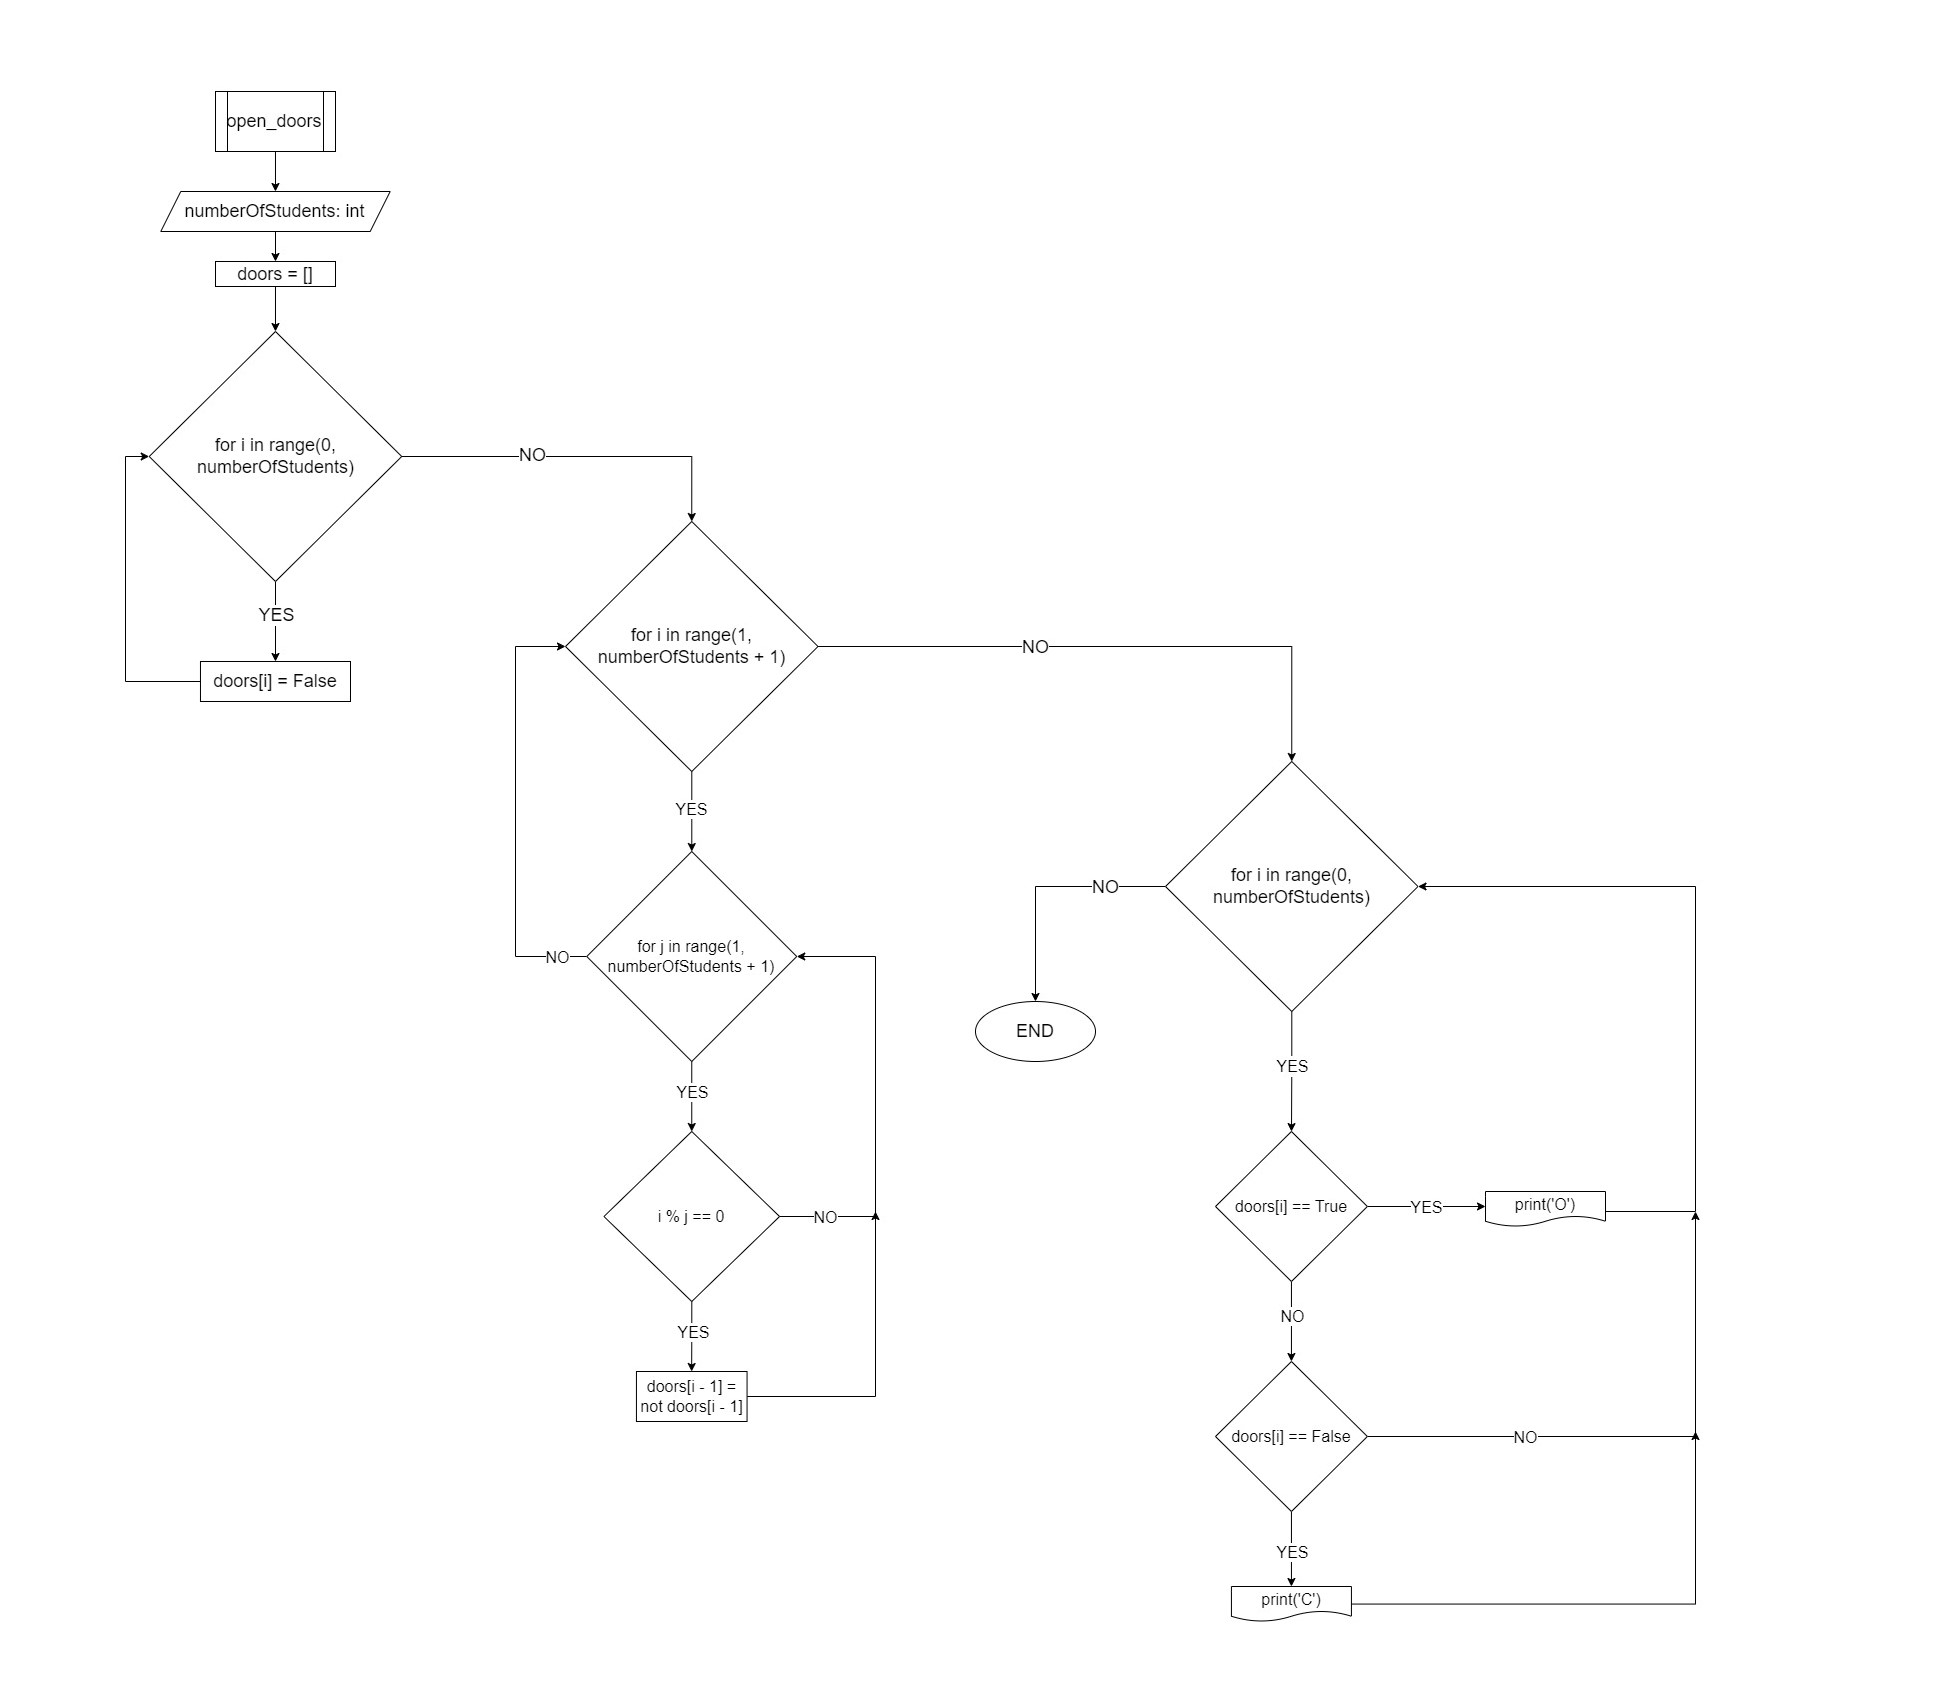 open_doors
numberOfStudents: int
doors = []
for i in range(0,
numberOfStudents)
NO
YES
doors[i] = False
for i in range(1,
numberOfStudents + 1)
NO
YES
for j in range(1,
numberOfStudents + 1)
NO
YES
i % j == 0
NO
YES
doors[i - 1] =
not doors[i - 1]
for i in range(0,
numberOfStudents)
NO
END
YES
doors[i] == True
YES
print('O')
NO
doors[i] == False
NO
YES
print('C')